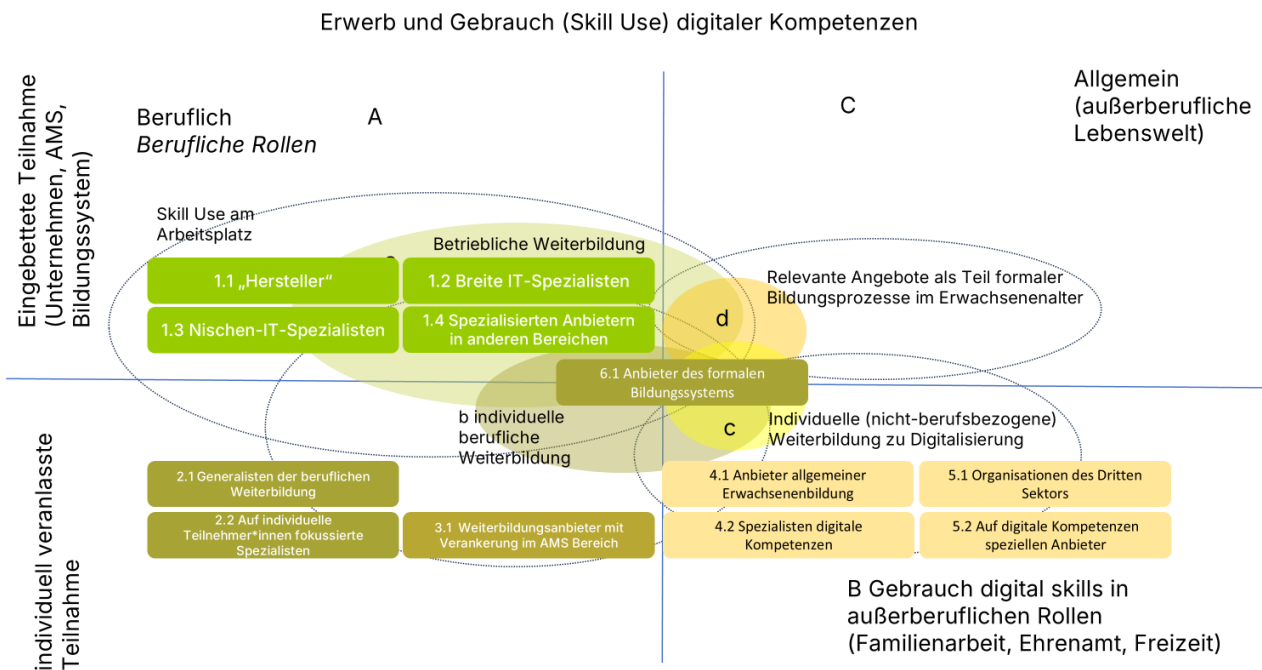 Erwerb und Gebrauch (Skill Use) digitaler Kompetenzen
Eingebettete Teilnahme
(Unternehmen, AMS,
Bildungssystem)
Beruflich
Berufliche Rollen
A
C
Allgemein
(außerberufliche
Lebenswelt)
Skill Use am
Arbeitsplatz
Betriebliche Weiterbildung
1.1 „Hersteller“
1.2 Breite IT-Spezialisten
1.3 Nischen-IT-Spezialisten
1.4 Spezialisierten Anbietern
in anderen Bereichen
Relevante Angebote als Teil formaler
Bildungsprozesse im Erwachsenenalter
d
6.1 Anbieter des formalen
Bildungssystems
individuell veranlasste
Teilnahme
b individuelle
berufliche
Weiterbildung
c
Individuelle (nicht-berufsbezogene)
Weiterbildung zu Digitalisierung
2.1 Generalisten der beruflichen
Weiterbildung
2.2 Auf individuelle
Teilnehmer*innen fokussierte
Spezialisten
3.1 Weiterbildungsanbieter mit
Verankerung im AMS Bereich
4.1 Anbieter allgemeiner
Erwachsenenbildung
5.1 Organisationen des Dritten
Sektors
4.2 Spezialisten digitale
Kompetenzen
5.2 Auf digitale Kompetenzen
speziellen Anbieter
B Gebrauch digital skills in
außerberuflichen Rollen
(Familienarbeit, Ehrenamt, Freizeit)